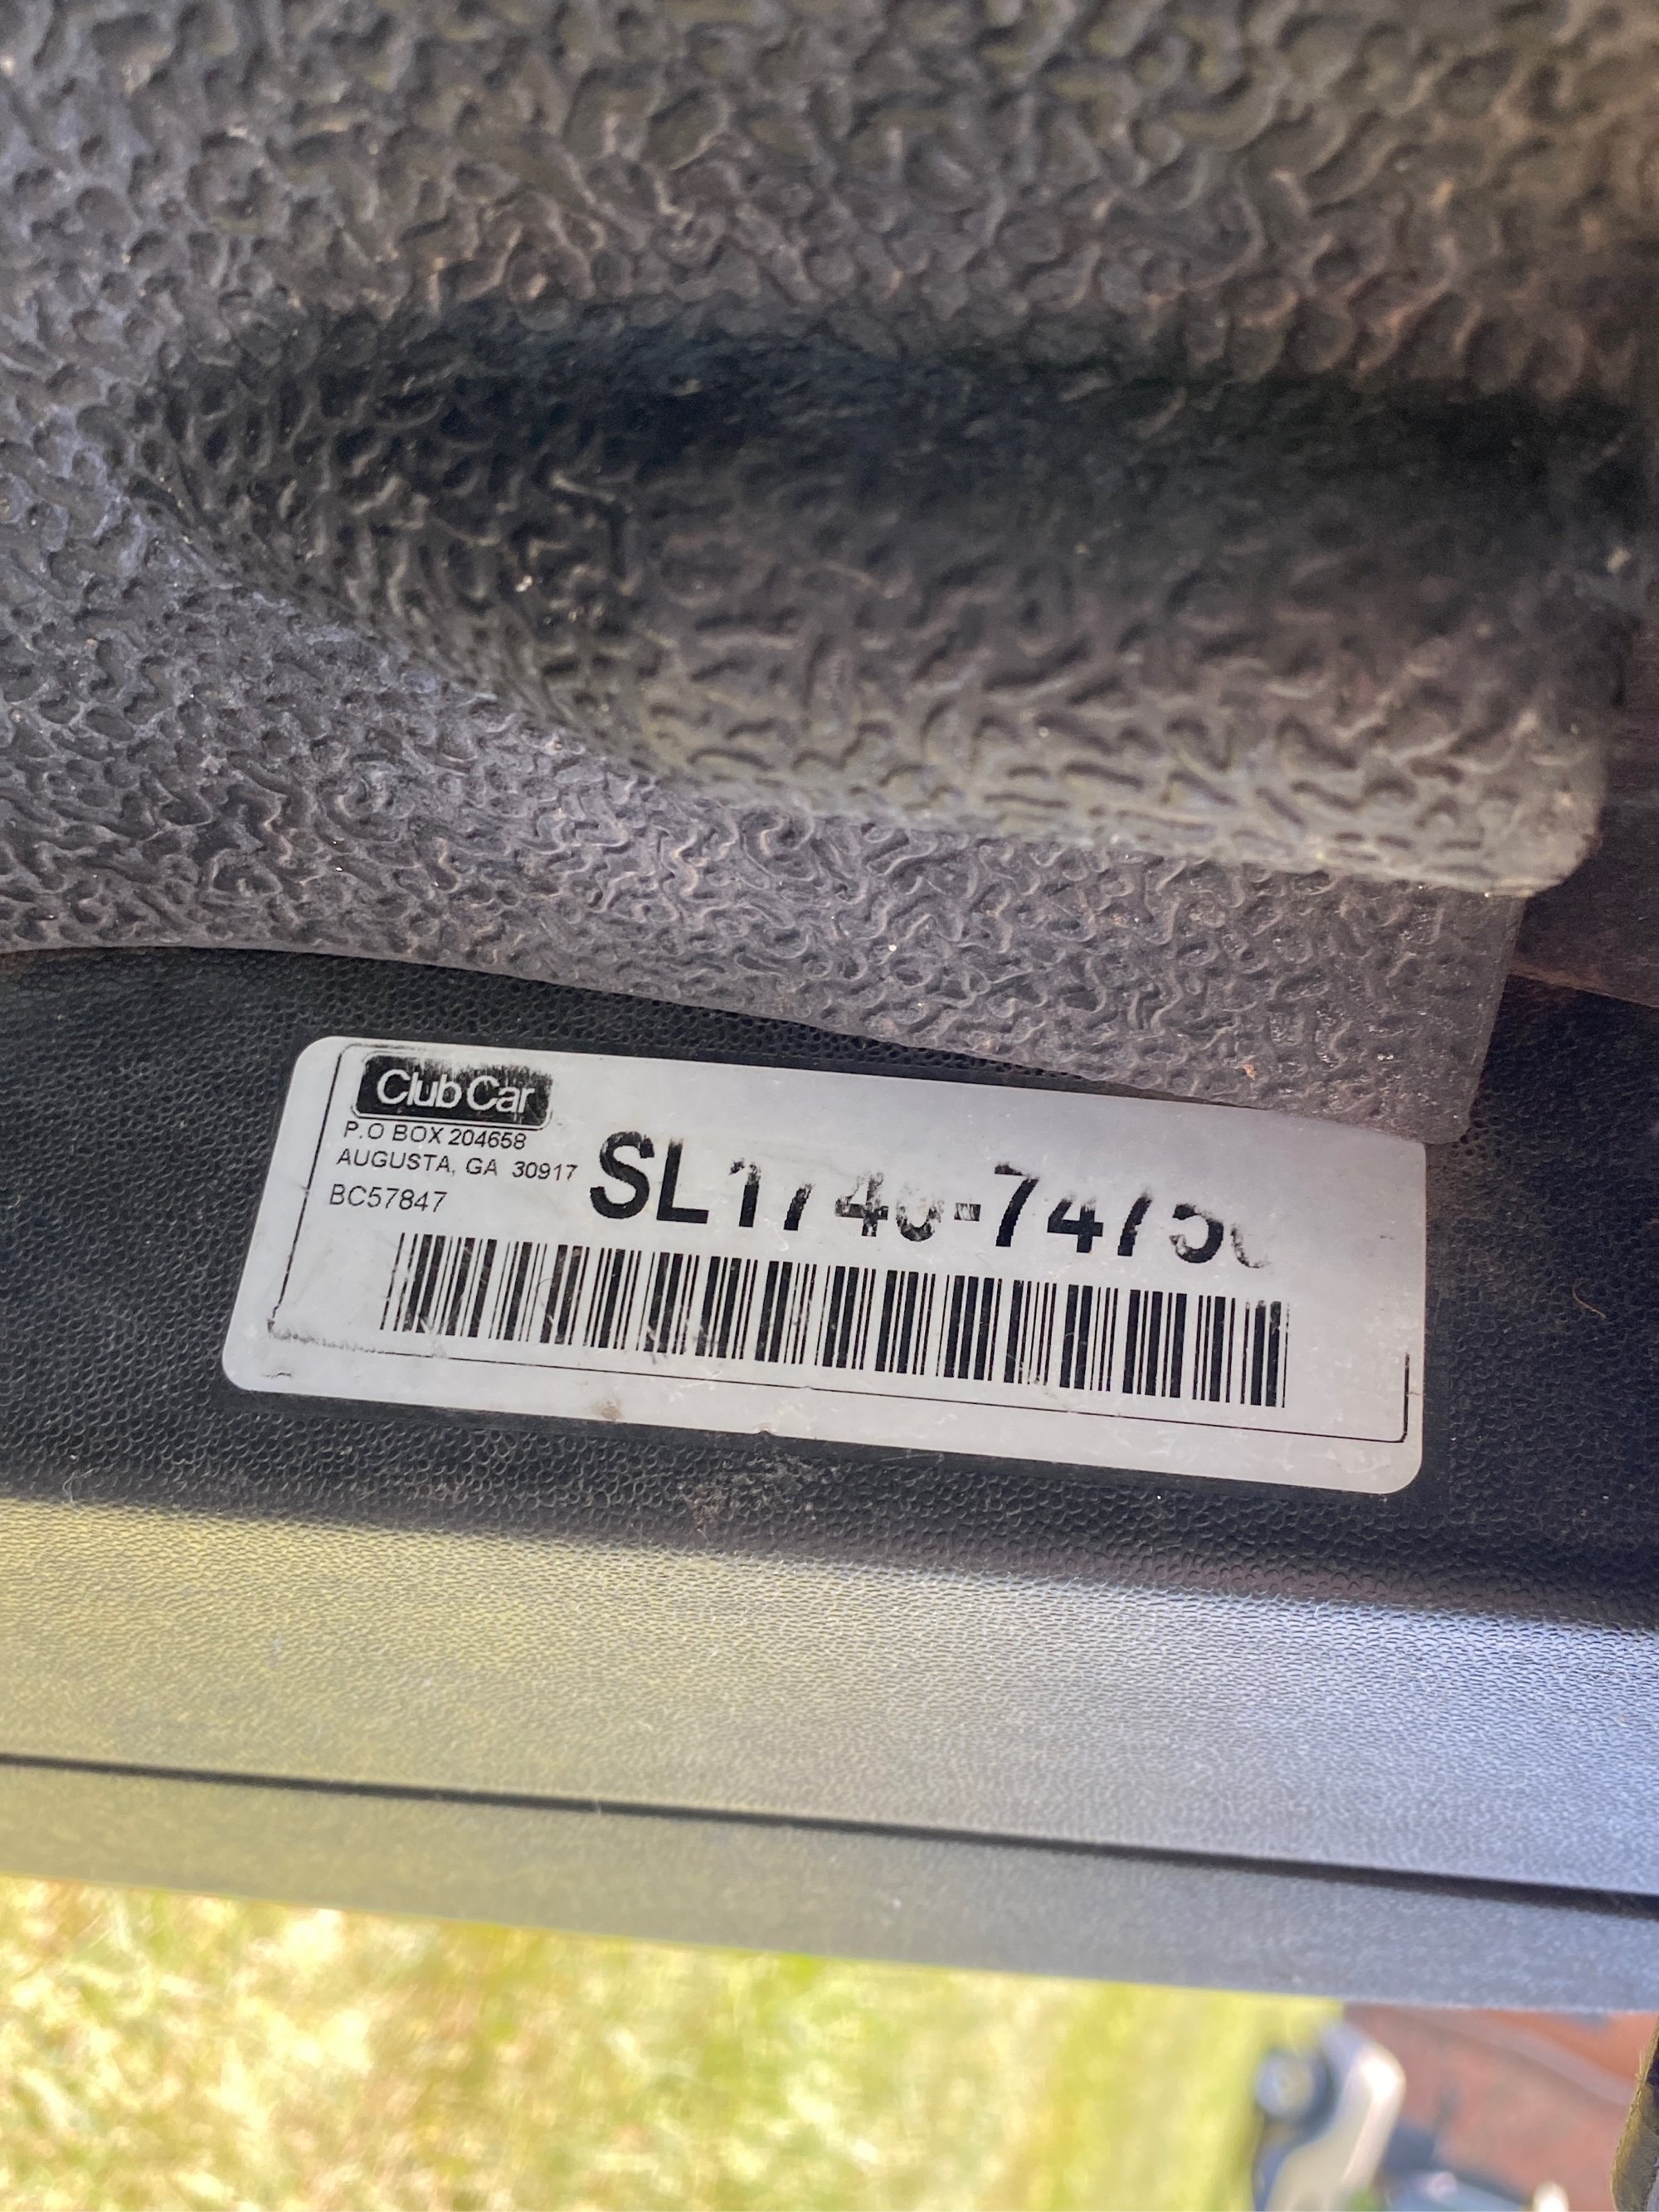 Club Car
P.O BOX 204658
AUGUSTA, GA 30917
BC57847